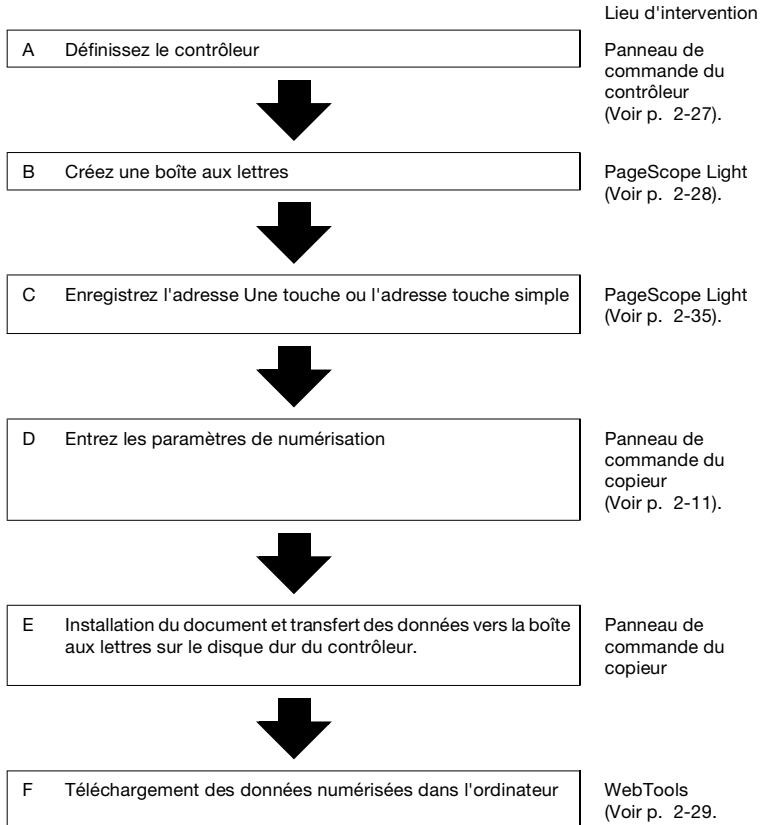 Lieu d'intervention
A Définissez le contrôleur
Panneau de
commande du
contrôleur
(Voir p. 2-27).
B Créez une boîte aux lettres
PageScope Light
(Voir p. 2-28).
C Enregistrez l'adresse Une touche ou l'adresse touche simple
PageScope Light
(Voir p. 2-35).
D Entrez les paramètres de numérisation
Panneau de
commande du
copieur
(Voir p. 2-11).
E Installation du document et transfert des données vers la boîte
aux lettres sur le disque dur du contrôleur.
Panneau de
commande du
copieur
F Téléchargement des données numérisées dans l'ordinateur
WebTools
(Voir p. 2-29.